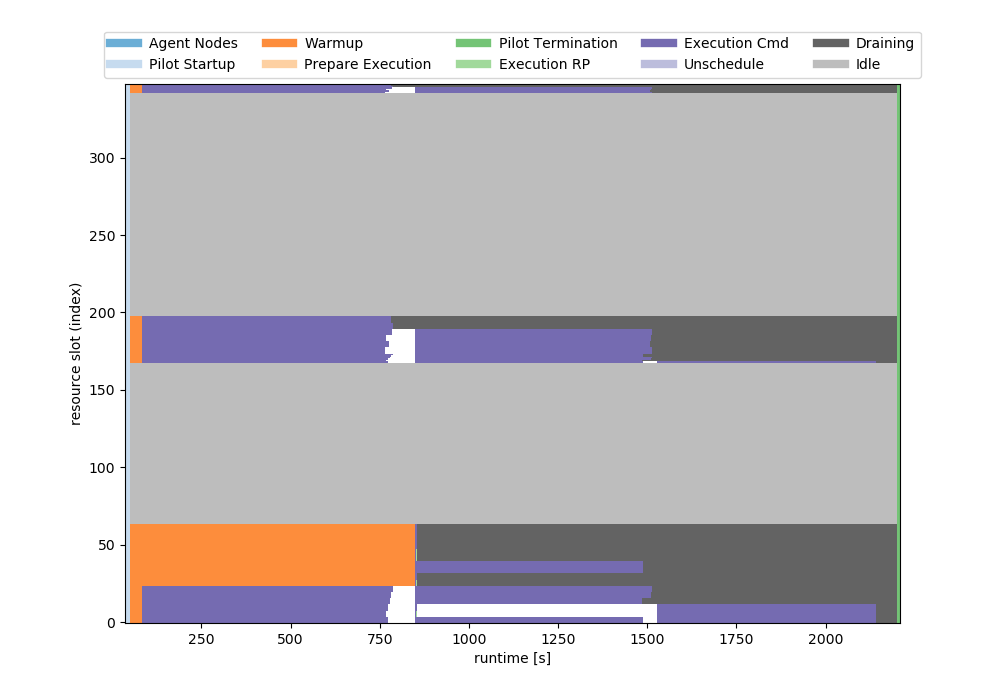 Agent Nodes Warmup Pilot Termination Execution Cmd Draining
Pilot Startup Prepare Execution Execution RP Unschedule Idle
300
250
200
150
100
50
0
resource slot (index)
250 500 750 1000 1250 1500 1750 2000
runtime [s]